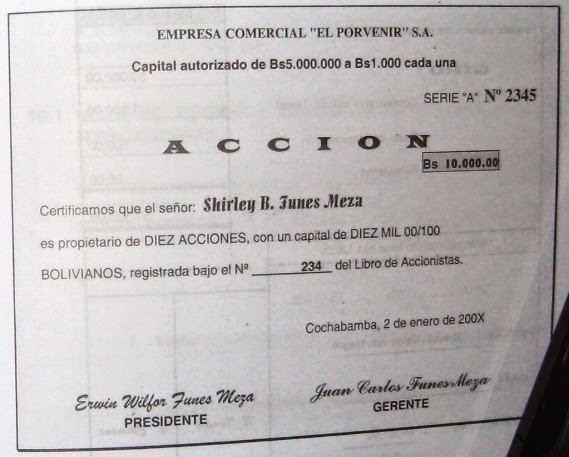 EMPRESA COMERCIAL "EL PORVENIR" S.A.
Capital autorizado de Bs5.000.000 a Bs1.000 cada una
SERIE "A" Nº 2345
ACCION
Bs 10.000.00
Certificamos que el señor: Shirley B. Funes Meza
es propietario de DIEZ ACCIONES, con un capital de DIEZ MIL 00/100
BOLIVIANOS, registrada bajo el Nº 234 del Libro de Accionistas.
Cochabamba, 2 de enero de 200X
Erwin Wilfor Funes Meza
PRESIDENTE
Juan Carlos Funes Meza
GERENTE